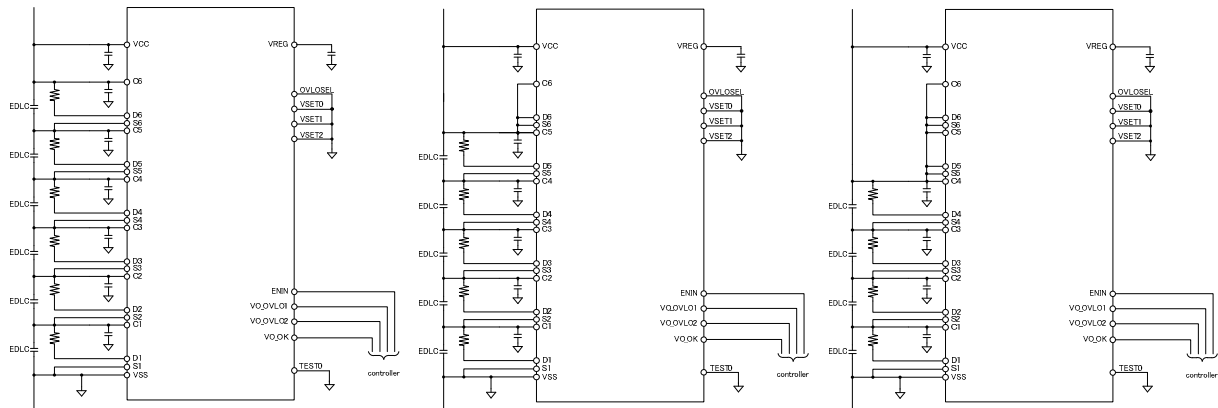 VCC
VREG
C6
OVLOSEL
EDLC
VSET0
D6
S6
VSET1
C5
VSET2
EDLC
D5
S5
C4
EDLC
D4
S4
C3
EDLC
D3
S3
C2
ENIN
EDLC
VO_OVLO1
D2
S2
VO_OVLO2
C1
VO_OK
EDLC
D1
S1
TEST0
VSS
controller
VCC
VREG
C6
OVLOSEL
VSET0
D6
S6
VSET1
C5
VSET2
EDLC
D5
S5
C4
EDLC
D4
S4
C3
EDLC
D3
S3
C2
ENIN
EDLC
VO_OVLO1
D2
S2
VO_OVLO2
C1
VO_OK
EDLC
D1
S1
TEST0
VSS
controller
VCC
VREG
C6
OVLOSEL
VSET0
D6
S6
VSET1
C5
VSET2
D5
S5
C4
EDLC
D4
S4
C3
EDLC
D3
S3
C2
ENIN
EDLC
VO_OVLO1
D2
S2
VO_OVLO2
C1
VO_OK
EDLC
D1
S1
TEST0
VSS
controller